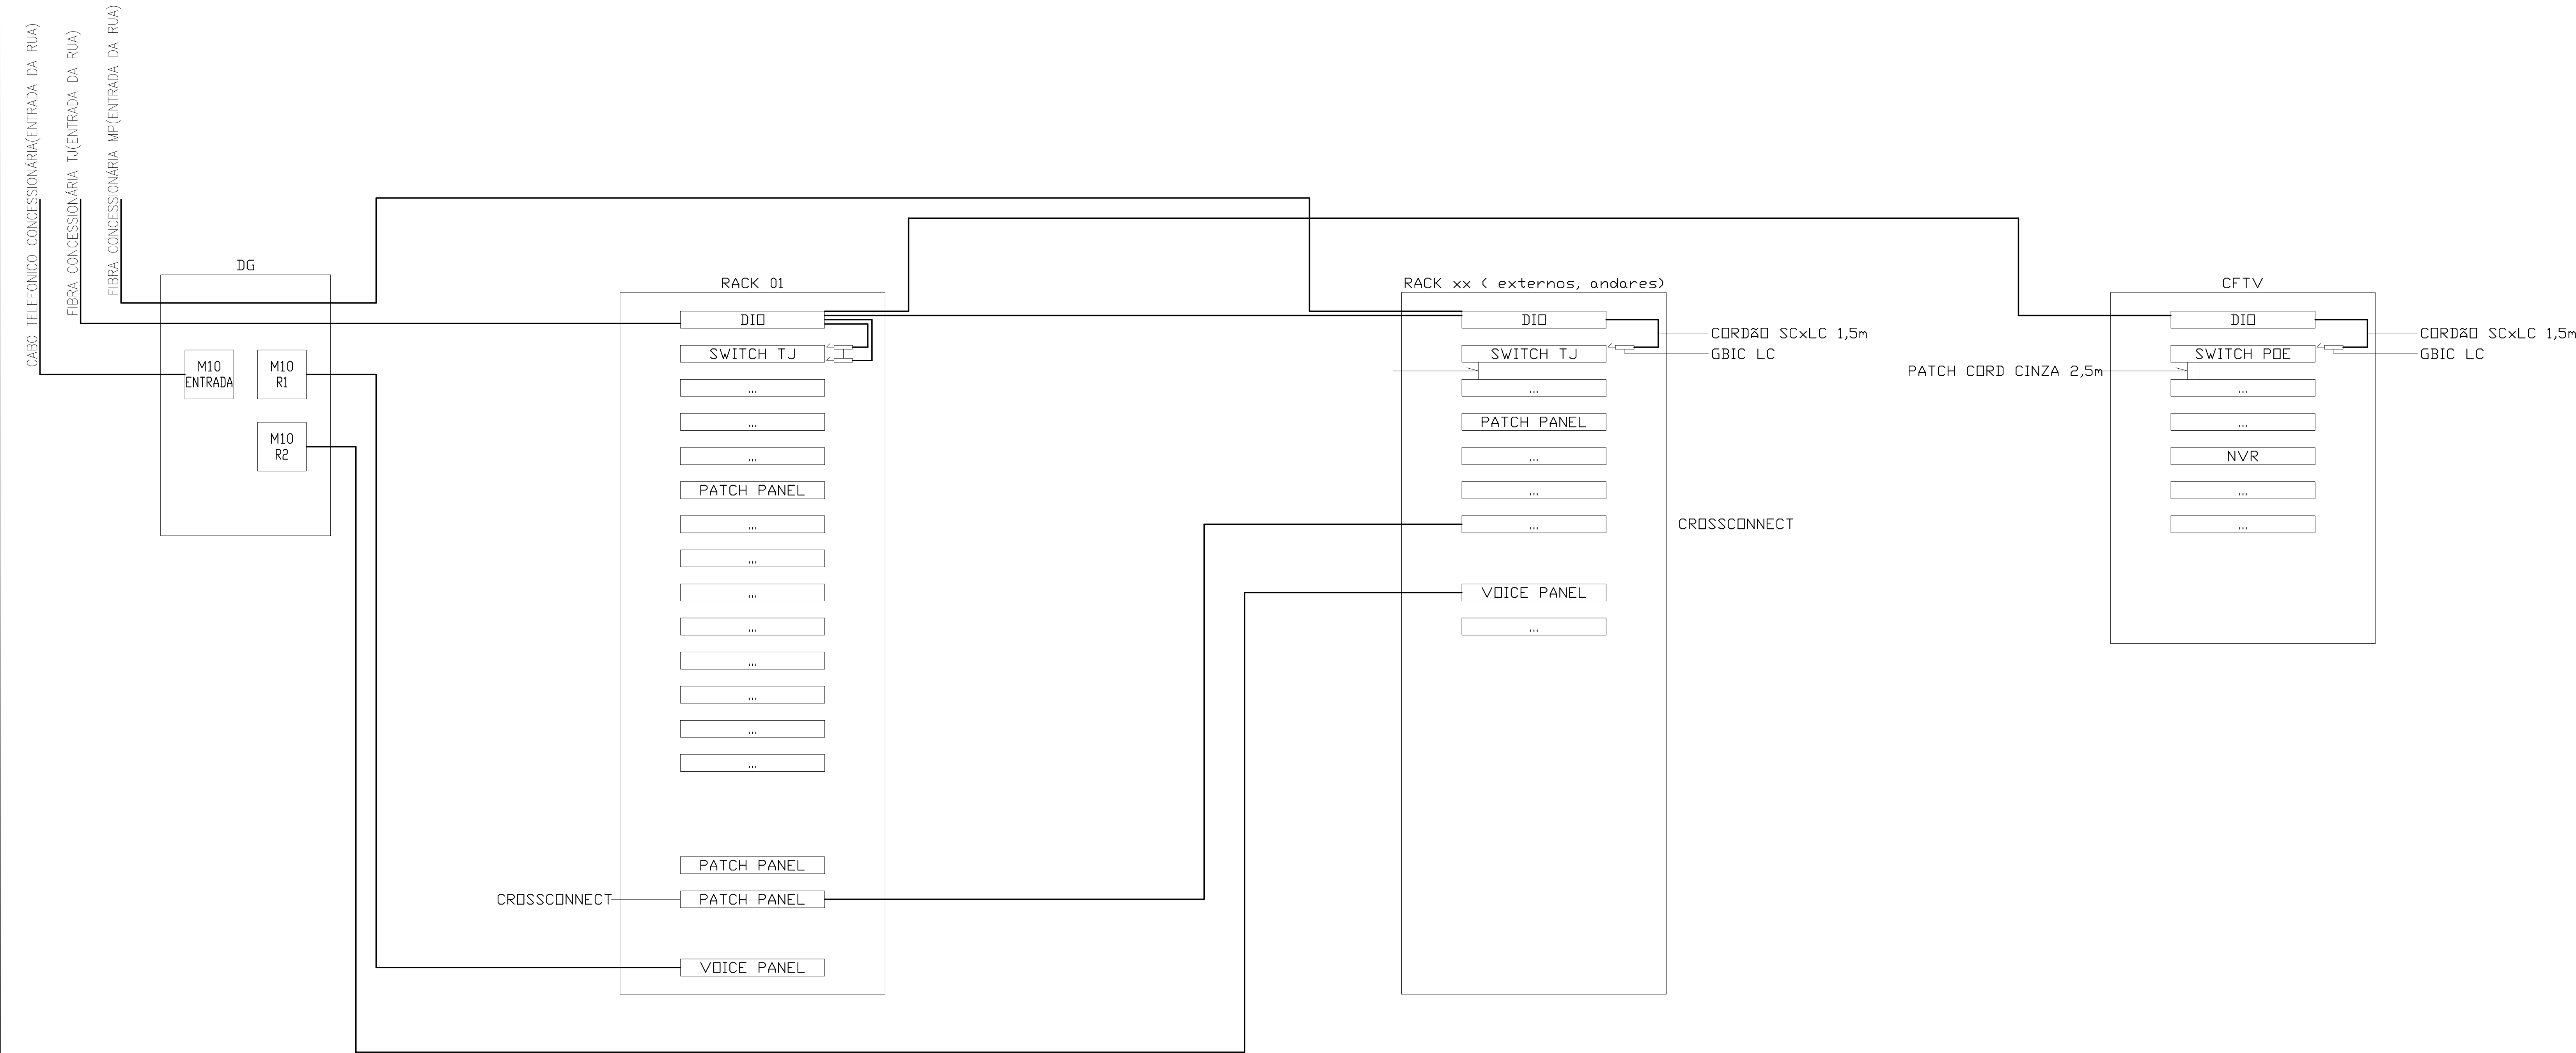 CABO TELEFONICO CONCESSIONÁRIA(ENTRADA DA RUA)
FIBRA CONCESSIONÁRIA TJ(ENTRADA DA RUA)
FIBRA CONCESSIONÁRIA MP(ENTRADA DA RUA)
DG
M10
ENTRADA
M10
R1
M10
R2
RACK 01
DIO
SWITCH TJ
...
...
...
PATCH PANEL
...
...
...
...
...
...
...
...
PATCH PANEL
CROSSCONNECT
PATCH PANEL
VOICE PANEL
RACK xx ( externos, andares)
DIO
CORDãO SCxLC 1,5m
SWITCH TJ
GBIC LC
...
PATCH PANEL
...
...
...
CROSSCONNECT
VOICE PANEL
...
CFTV
DIO
CORDãO SCxLC 1,5m
SWITCH POE
GBIC LC
PATCH CORD CINZA 2,5m
...
...
NVR
...
...